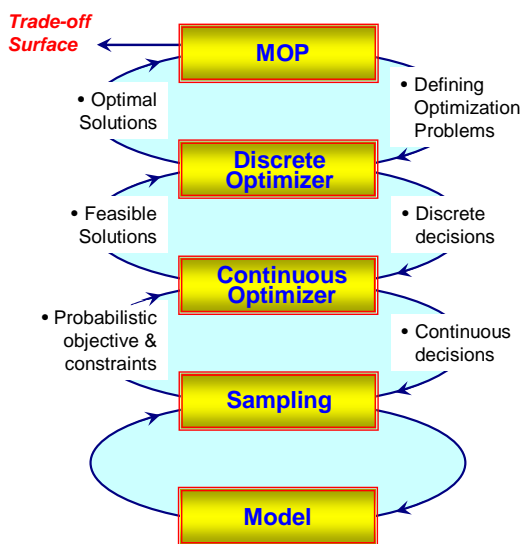 Trade-off
Surface
MOP
• Optimal
Solutions
• Defining
Optimization
Problems
Discrete
Optimizer
• Feasible
Solutions
• Discrete
decisions
Continuous
Optimizer
• Probabilistic
objective &
constraints
• Continuous
decisions
Sampling
Model